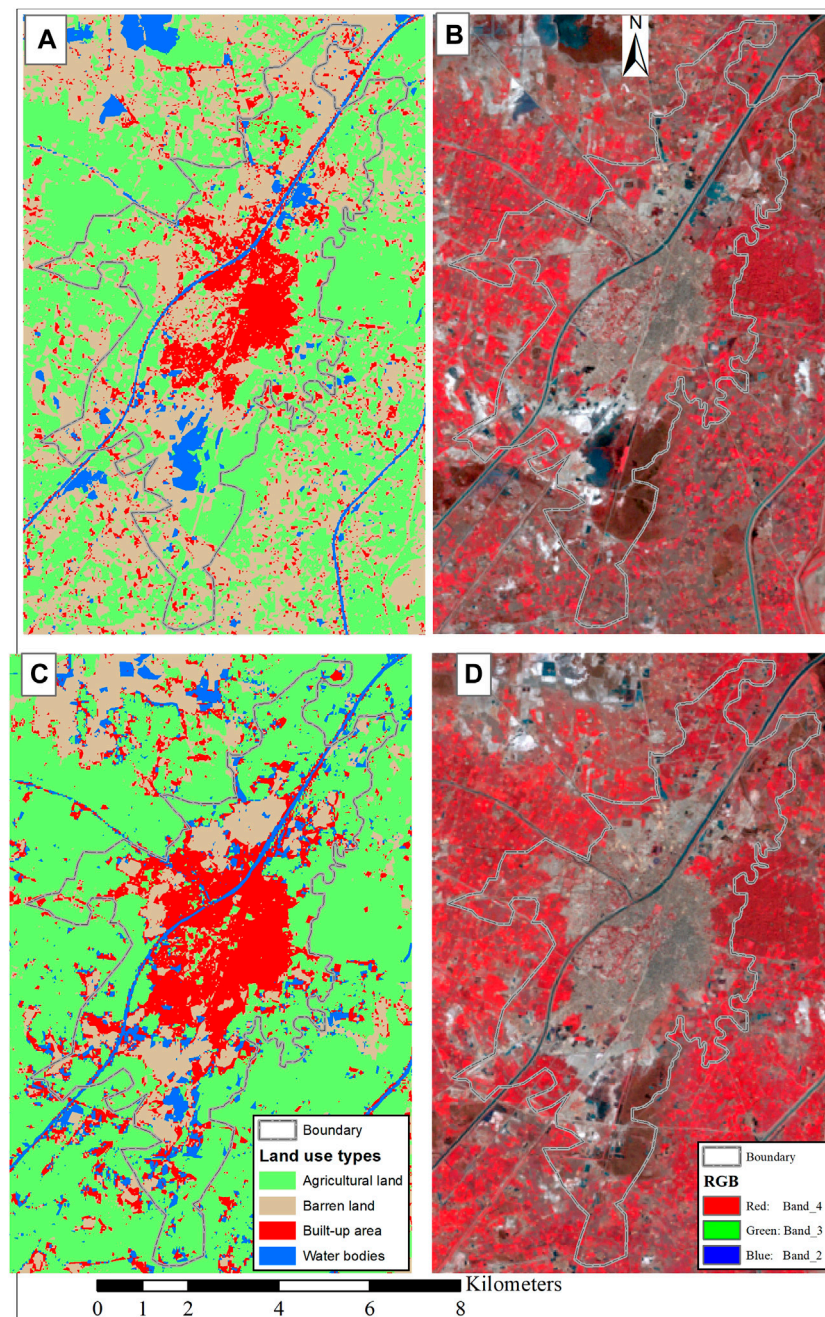 A
B
N
C
D
Boundary
Land use types
Agricultural land
Barren land
Built-up area
Water bodies
Boundary
RGB
Red: Band_4
Green: Band_3
Blue: Band_2
Kilometers
0 1 2 4 6 8